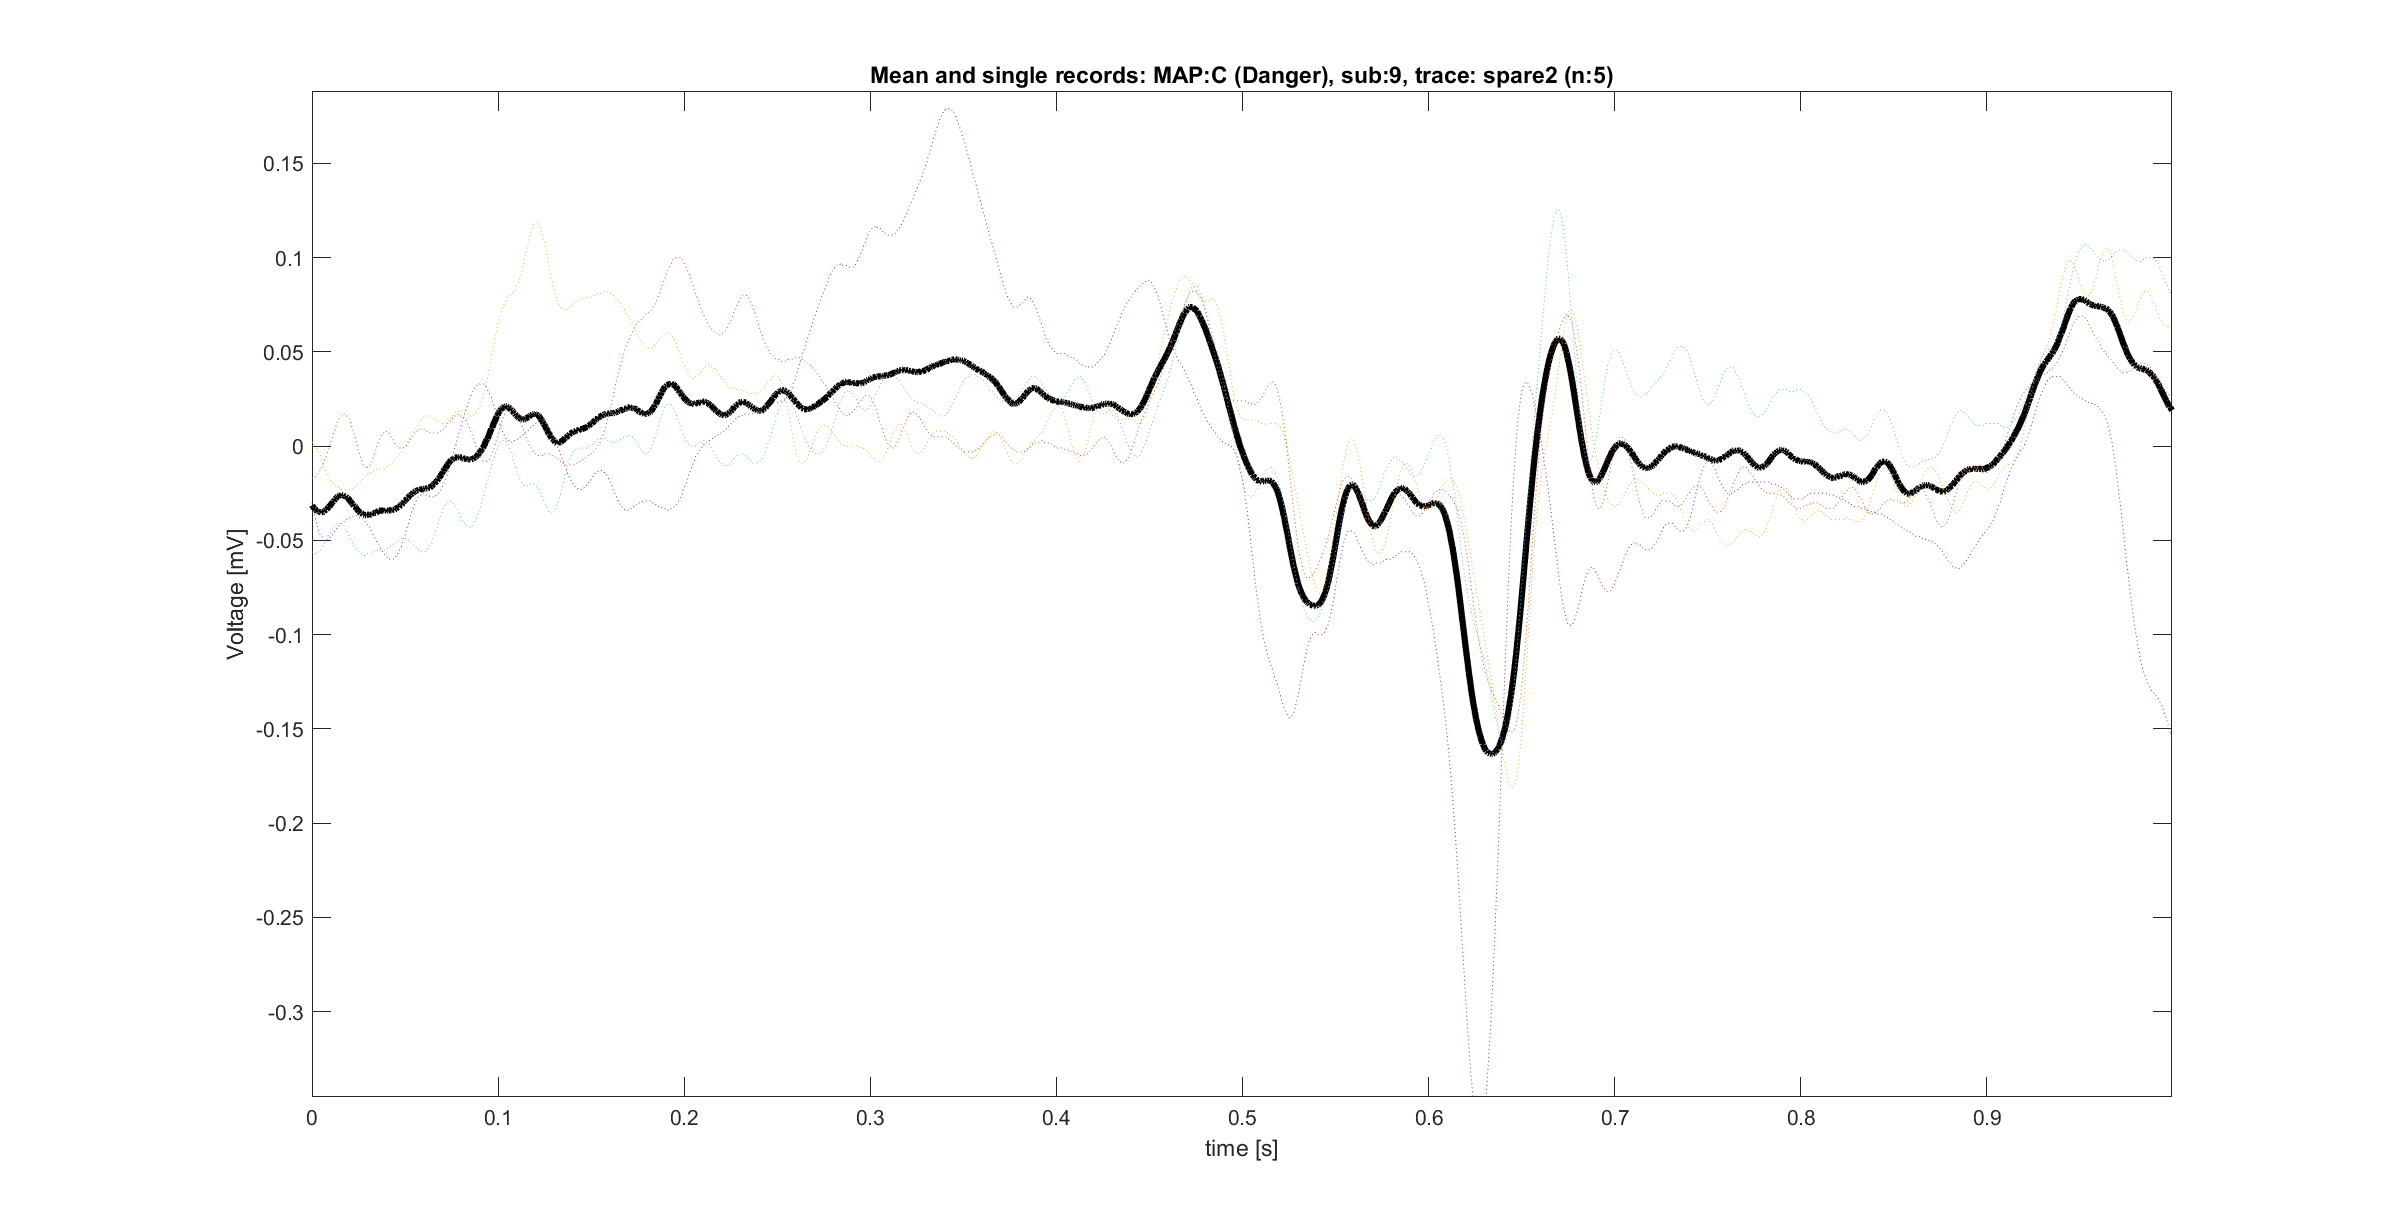 Mean and single records: MAP:C (Danger), sub:9, trace: spare2 (n:5)
0.15
0.1
0.05
0
-0.05
-0.1
-0.15
-0.2
-0.25
-0.3
Voltage [mV]
0 0.1 0.2 0.3 0.4 0.5 0.6 0.7 0.8 0.9
time [s]